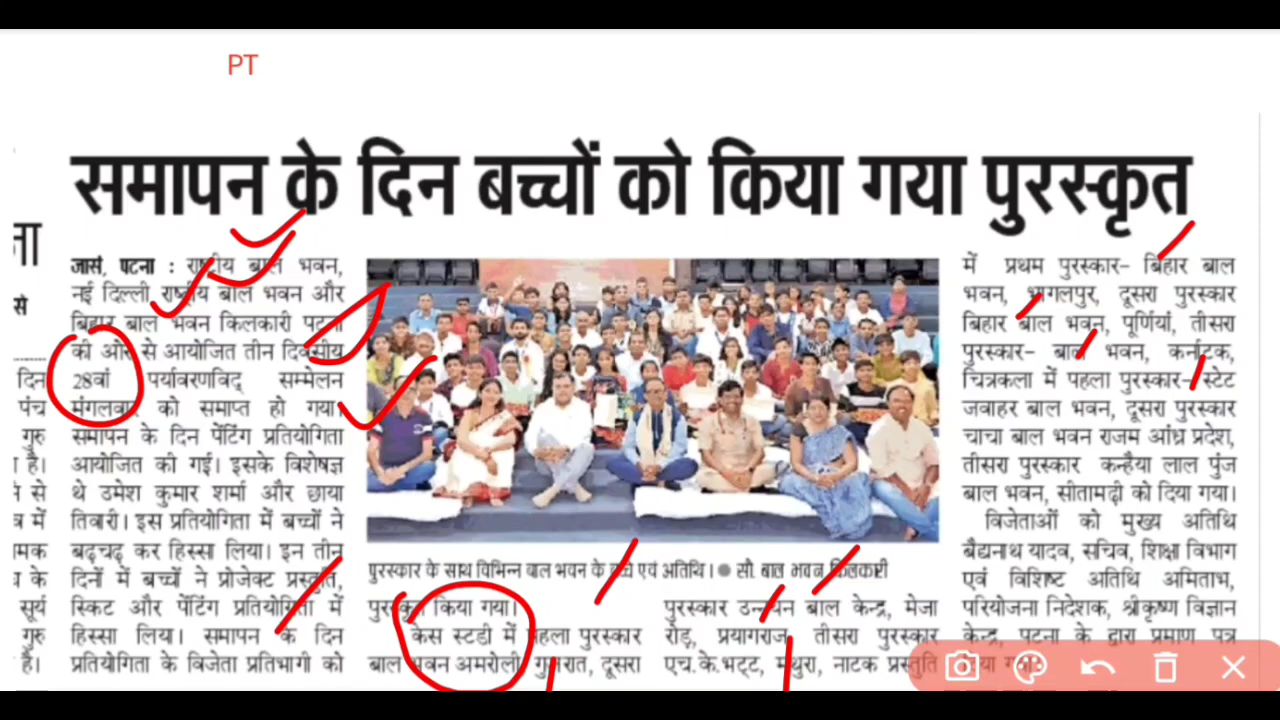 PT
समापन के दिन बच्चों को किया गया पुरस्कृत
जासं, पटना : राष्ट्रीय बाल भवन,
नई दिल्ली राष्ट्रीय बाल भवन और
बिहार बाल भवन किलकारी पटना
की ओर से आयोजित तीन दिवसीय
28वां पर्यावरणविद् सम्मेलन
मंगलवार को समाप्त हो गया।
समापन के दिन पेंटिंग प्रतियोगिता
आयोजित की गई। इसके विशेषज्ञ
थे उमेश कुमार शर्मा और छाया
तिवारी। इस प्रतियोगिता में बच्चों ने
बढ़चढ़ कर हिस्सा लिया। इन तीन
दिनों में बच्चों ने प्रोजेक्ट प्रस्तुति,
स्किट और पेंटिंग प्रतियोगिता में
हिस्सा लिया। समापन के दिन
प्रतियोगिता के विजेता प्रतिभागी को
पुरस्कार के साथ विभिन्न बाल भवन के बच्चे एवं अतिथि। ● सौ. बाल भवन किलकारी
पुरस्कृत किया गया।
केस स्टडी में पहला पुरस्कार
बाल भवन अमरोली गुजरात, दूसरा
पुरस्कार उन्नयन बाल केन्द्र, मेजा
रोड़, प्रयागराज, तीसरा पुरस्कार
एच.के.भट्ट, मथुरा, नाटक प्रस्तुति
में प्रथम पुरस्कार- बिहार बाल
भवन, भागलपुर, दूसरा पुरस्कार
बिहार बाल भवन, पूर्णियां, तीसरा
पुरस्कार- बाल भवन, कर्नाटक,
चित्रकला में पहला पुरस्कार- स्टेट
जवाहर बाल भवन, दूसरा पुरस्कार
चाचा बाल भवन राजम आंध्र प्रदेश,
तीसरा पुरस्कार कन्हैया लाल पुंज
बाल भवन, सीतामढ़ी को दिया गया।
विजेताओं को मुख्य अतिथि
बैद्यनाथ यादव, सचिव, शिक्षा विभाग
एवं विशिष्ट अतिथि अमिताभ,
परियोजना निदेशक, श्रीकृष्ण विज्ञान
केन्द्र, पटना के द्वारा प्रमाण पत्र
दिया गया।
से
दिन
पंच
गुरु
है।
से
में
के
सूर्य
गुरु
है।